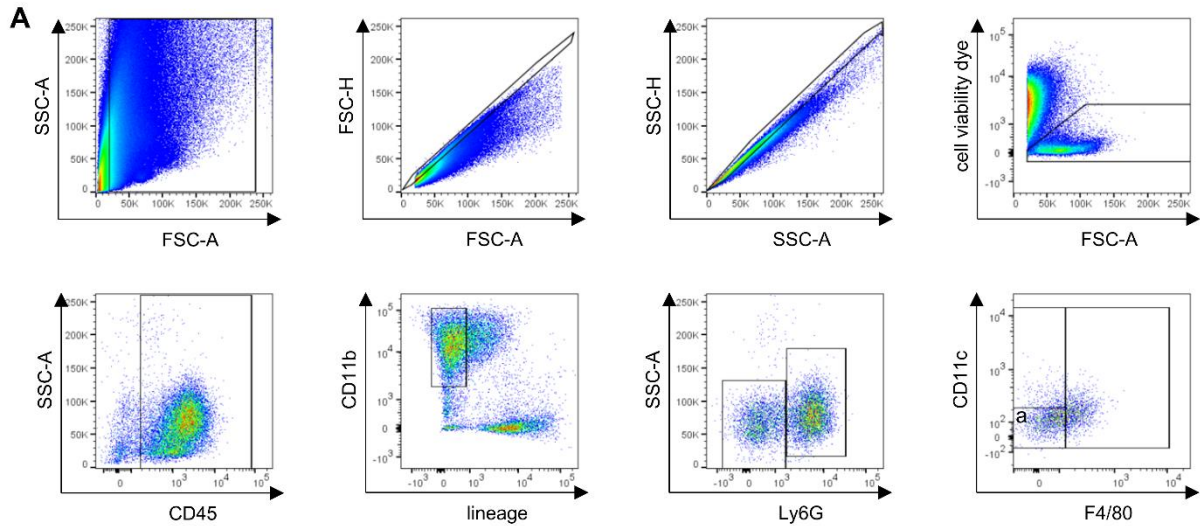 A
SSC-A
250K
200K
150K
100K
50K
0
0 50K 100K 150K 200K 250K
FSC-A
FSC-H
250K
200K
150K
100K
50K
0
0 50K 100K 150K 200K 250K
FSC-A
SSC-H
250K
200K
150K
100K
50K
0
50K 100K 150K 200K 250K
SSC-A
cell viability dye
10^5
10^4
10^3
0
-10^3
0 50K 100K 150K 200K 250K
FSC-A
SSC-A
250K
200K
150K
100K
50K
0
0 10^3 10^4 10^5
CD45
CD11b
10^5
10^4
10^3
0
-10^3
-10^3 0 10^3 10^4 10^5
lineage
SSC-A
250K
200K
150K
100K
50K
0
-10^3 0 10^3 10^4 10^5
Ly6G
CD11c
10^4
10^3
10^2
0
-10^2
a
0 10^3 10^4
F4/80